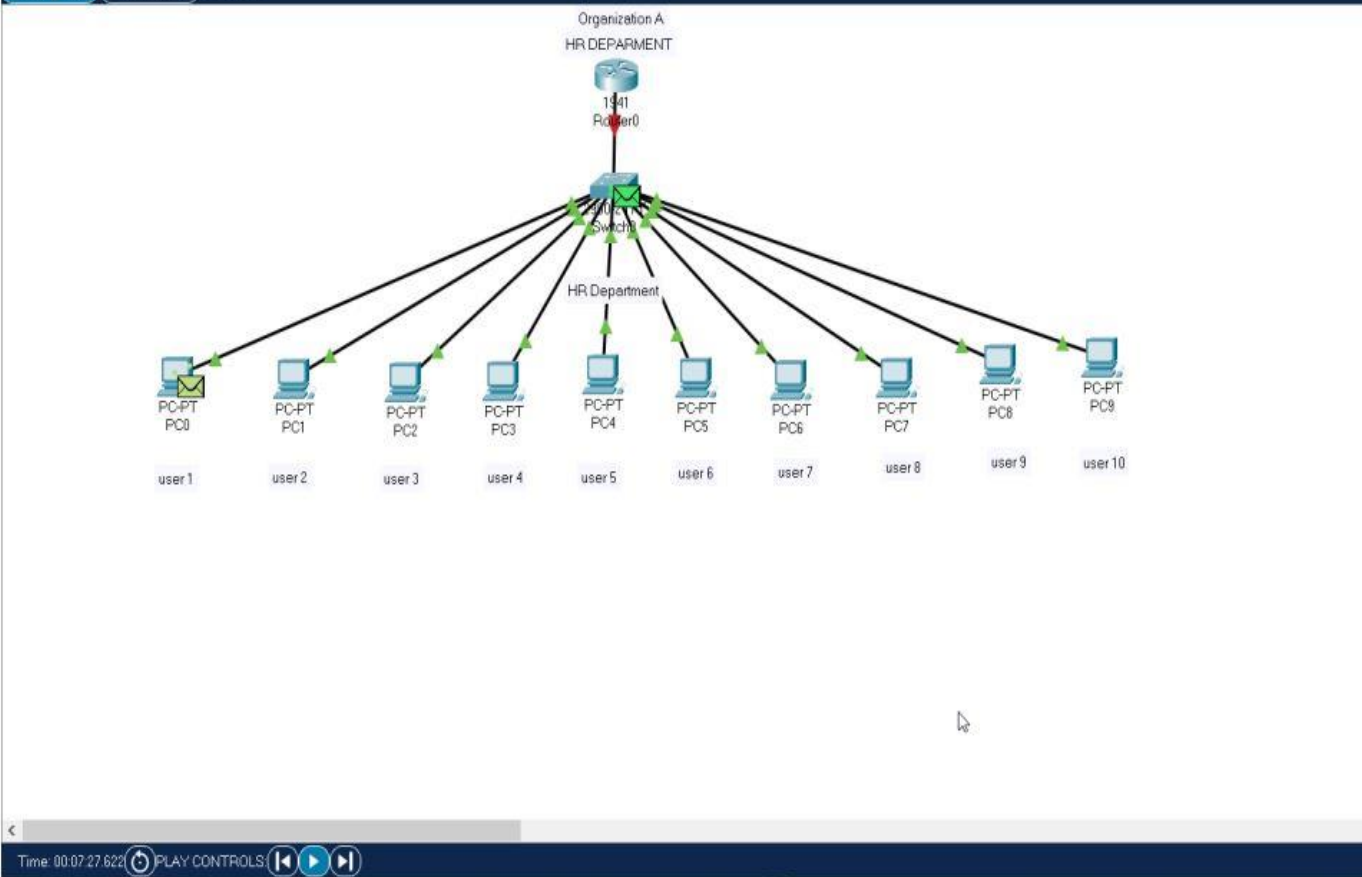 Organization A
HR DEPARMENT
1941
Router0
Switch0
HR Department
PC-PT PC-PT PC-PT PC-PT PC-PT PC-PT PC-PT PC-PT PC-PT PC-PT
PC0 PC1 PC2 PC3 PC4 PC5 PC6 PC7 PC8 PC9
user 1 user 2 user 3 user 4 user 5 user 6 user 7 user 8 user 9 user 10
Time: 00:07:27.622 PLAY CONTROLS: